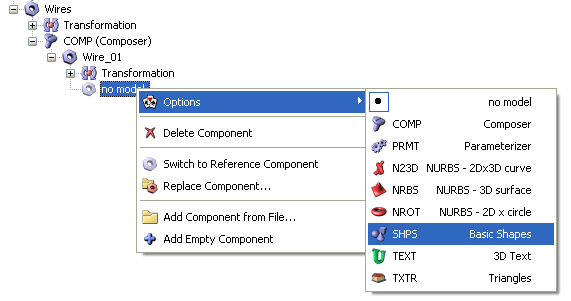 Wires
Transformation
COMP (Composer)
Wire_01
Transformation
no model
Options
Delete Component
Switch to Reference Component
Replace Component...
Add Component from File...
Add Empty Component
no model
COMP Composer
PRMT Parameterizer
N23D NURBS - 2Dx3D curve
NRBS NURBS - 3D surface
NROT NURBS - 2D x circle
SHPS Basic Shapes
TEXT 3D Text
TXTR Triangles